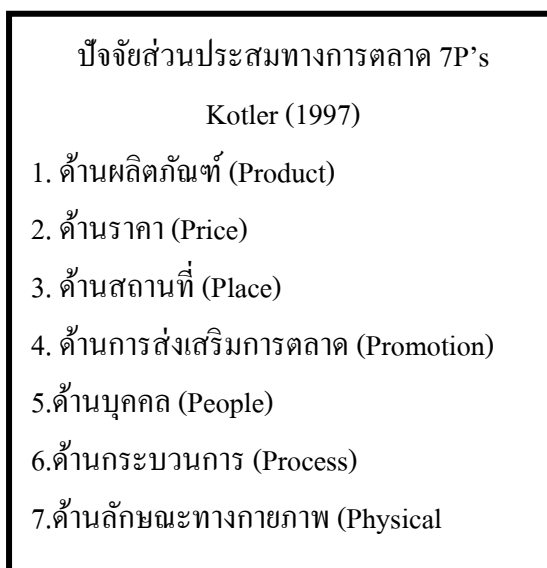 ปัจจัยส่วนประสมทางการตลาด 7P’s
Kotler (1997)
1. ด้านผลิตภัณฑ์ (Product)
2. ด้านราคา (Price)
3. ด้านสถานที่ (Place)
4. ด้านการส่งเสริมการตลาด (Promotion)
5.ด้านบุคคล (People)
6.ด้านกระบวนการ (Process)
7.ด้านลักษณะทางกายภาพ (Physical